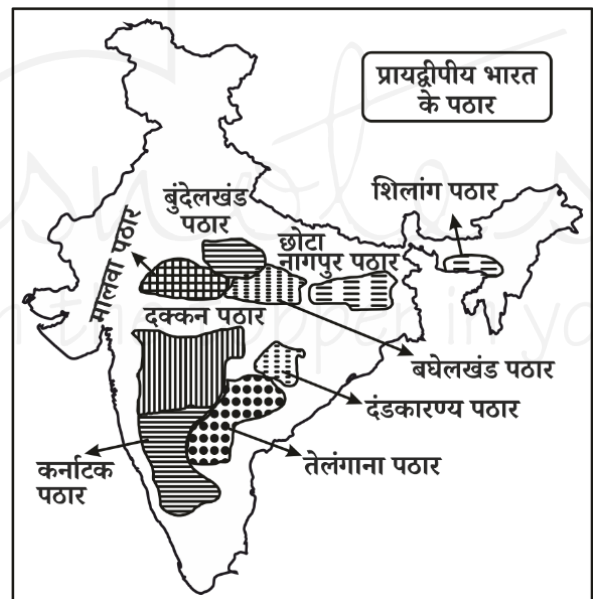 प्रायद्वीपीय भारत
के पठार
शिलांग पठार
बुंदेलखंड
पठार
छोटा
नागपुर पठार
मालवा पठार
दक्कन पठार
बघेलखंड पठार
दंडकारण्य पठार
तेलंगाना पठार
कर्नाटक
पठार